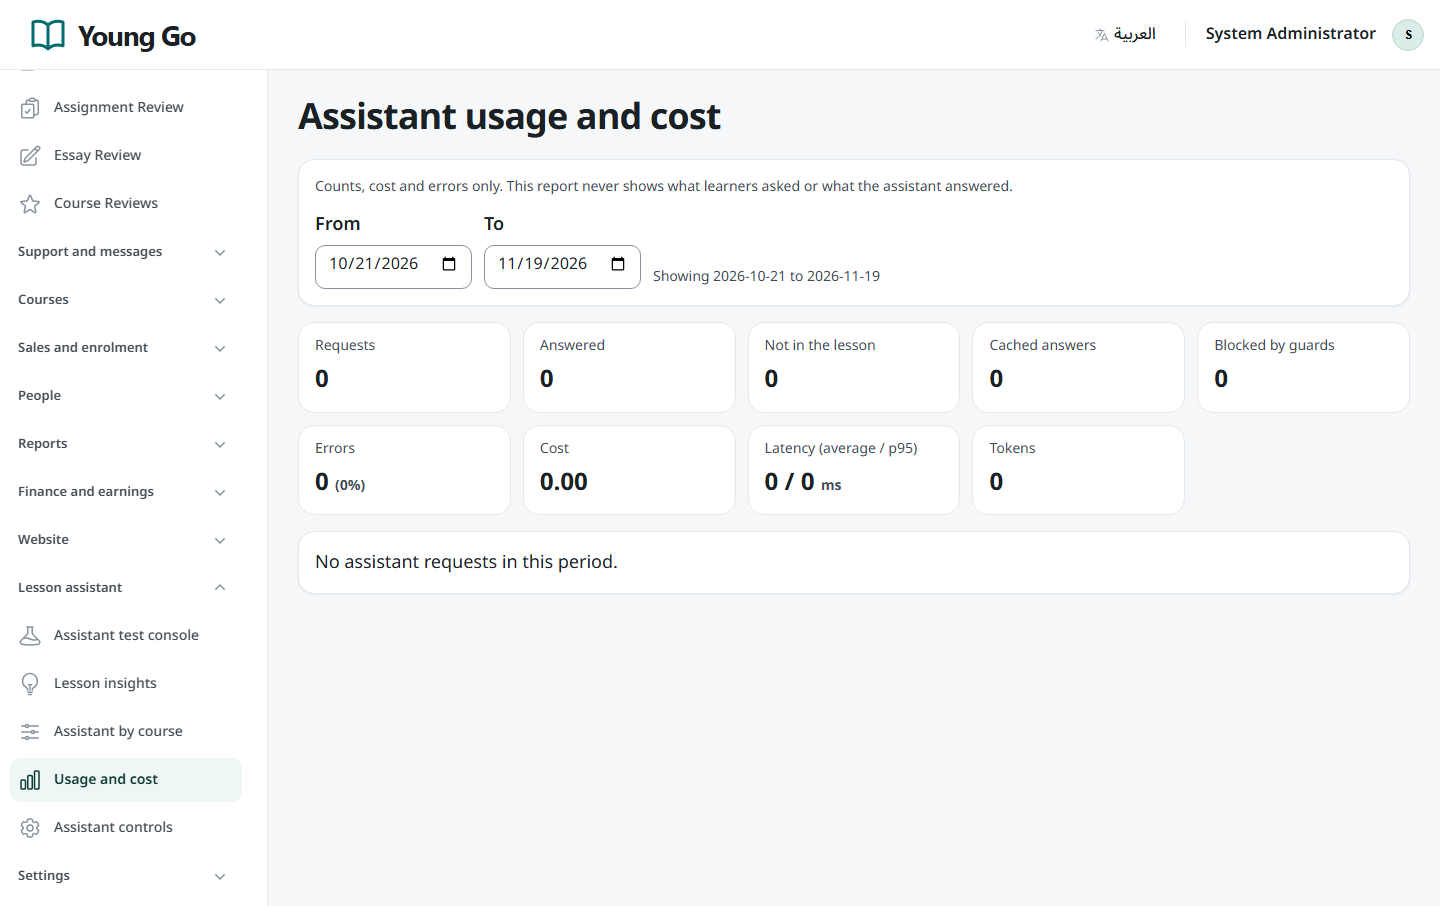 Young Go
العربية
System Administrator
S
Assignment Review
Essay Review
Course Reviews
Support and messages
Courses
Sales and enrolment
People
Reports
Finance and earnings
Website
Lesson assistant
Assistant test console
Lesson insights
Assistant by course
Usage and cost
Assistant controls
Settings
Assistant usage and cost
Counts, cost and errors only. This report never shows what learners asked or what the assistant answered.
From
To
10/21/2026
11/19/2026
Showing 2026-10-21 to 2026-11-19
Requests
0
Answered
0
Not in the lesson
0
Cached answers
0
Blocked by guards
0
Errors
0 (0%)
Cost
0.00
Latency (average / p95)
0 / 0 ms
Tokens
0
No assistant requests in this period.